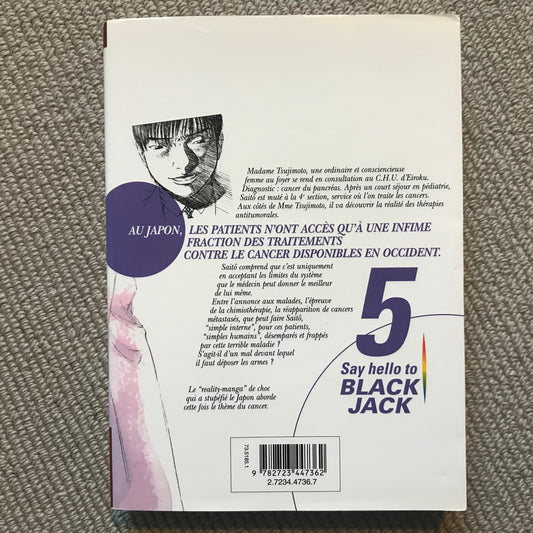 Madame Tsujimoto, une ordinaire et consciencieuse
femme au foyer se rend en consultation au C.H.U. d'Eiroku.
Diagnostic : cancer du pancréas. Après un court séjour en pédiatrie,
Saitô est muté à la 4e section, service où l'on traite les cancers.
Aux côtés de Mme Tsujimoto, il va découvrir la réalité des thérapies
antitumorales.
AU JAPON, LES PATIENTS N'ONT ACCÈS QU'À UNE INFIME
FRACTION DES TRAITEMENTS
CONTRE LE CANCER DISPONIBLES EN OCCIDENT.
Saitô comprend que c'est uniquement
en acceptant les limites du système
que le médecin peut donner le meilleur
de lui même.
Entre l'annonce aux malades, l'épreuve
de la chimiothérapie, la réapparition de cancers
métastasés, que peut faire Saitô,
"simple interne", pour ces patients,
"simples humains", désemparés et frappés
par cette terrible maladie ?
S'agit-il d'un mal devant lequel
il faut déposer les armes ?
Le "reality-manga" de choc
qui a stupéfié le Japon aborde
cette fois le thème du cancer.
5
Say hello to
BLACK
JACK
73.5185.1
9 782723 447362
2.7234.4736.7